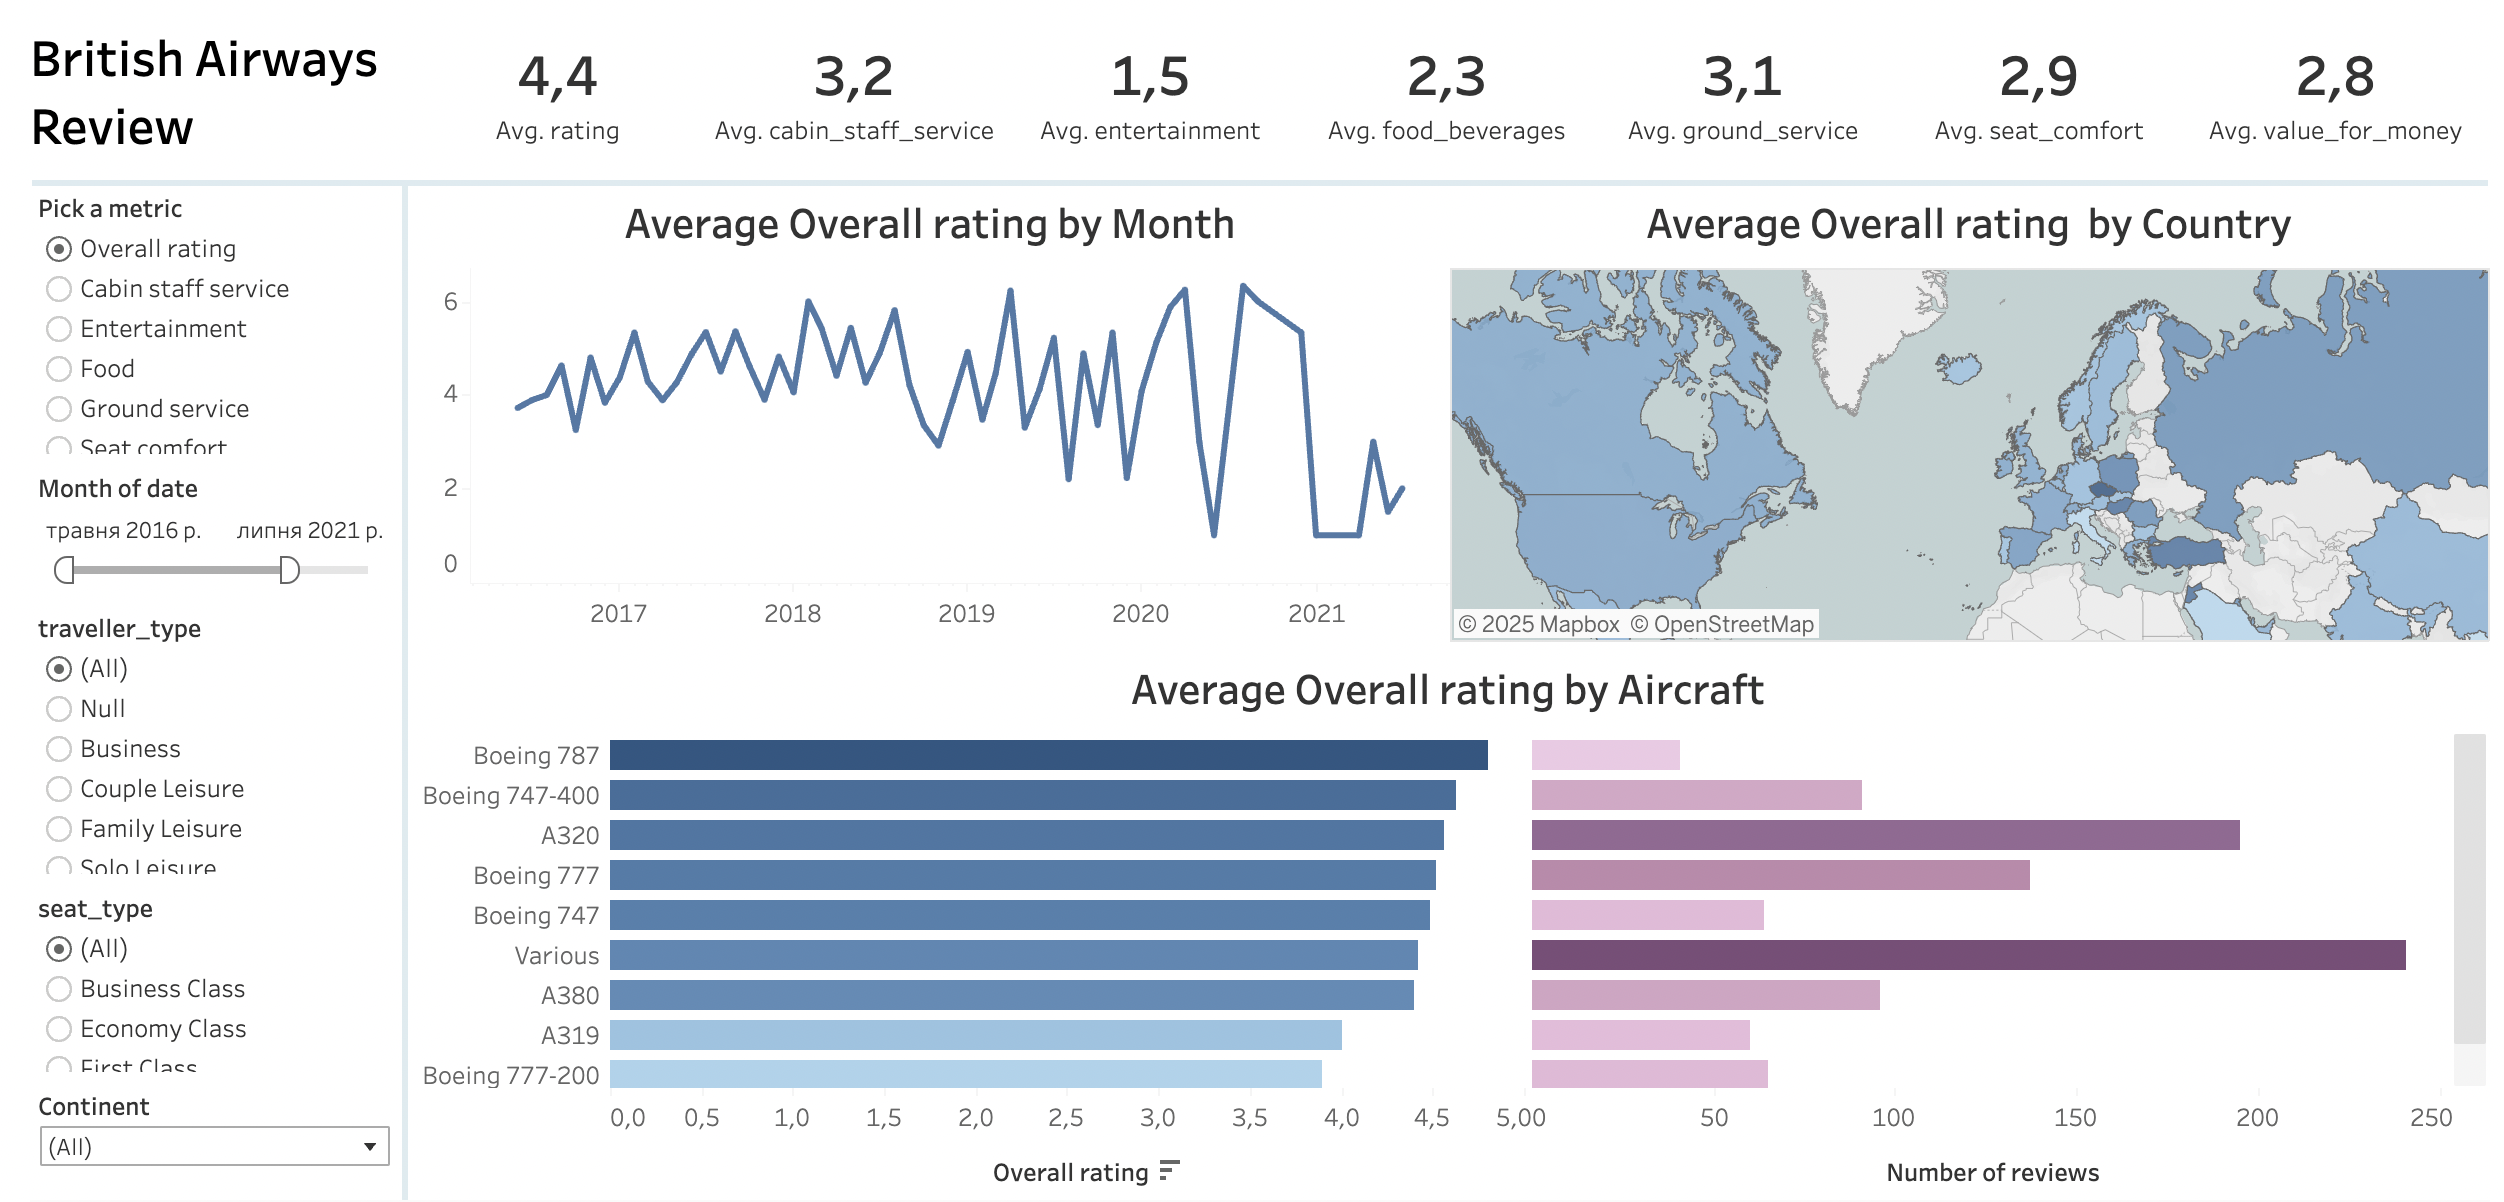 British Airways
Review
4,4
Avg. rating
3,2
Avg. cabin_staff_service
1,5
Avg. entertainment
2,3
Avg. food_beverages
3,1
Avg. ground_service
2,9
Avg. seat_comfort
2,8
Avg. value_for_money
Pick a metric
Overall rating
Cabin staff service
Entertainment
Food
Ground service
Seat comfort
Month of date
травня 2016 р. липня 2021 р.
traveller_type
(All)
Null
Business
Couple Leisure
Family Leisure
Solo Leisure
seat_type
(All)
Business Class
Economy Class
First Class
Continent
(All)
Average Overall rating by Month
6
4
2
0
2017 2018 2019 2020 2021
Average Overall rating by Country
© 2025 Mapbox © OpenStreetMap
Average Overall rating by Aircraft
Boeing 787
Boeing 747-400
A320
Boeing 777
Boeing 747
Various
A380
A319
Boeing 777-200
0,0 0,5 1,0 1,5 2,0 2,5 3,0 3,5 4,0 4,5 5,00 50 100 150 200 250
Overall rating
Number of reviews